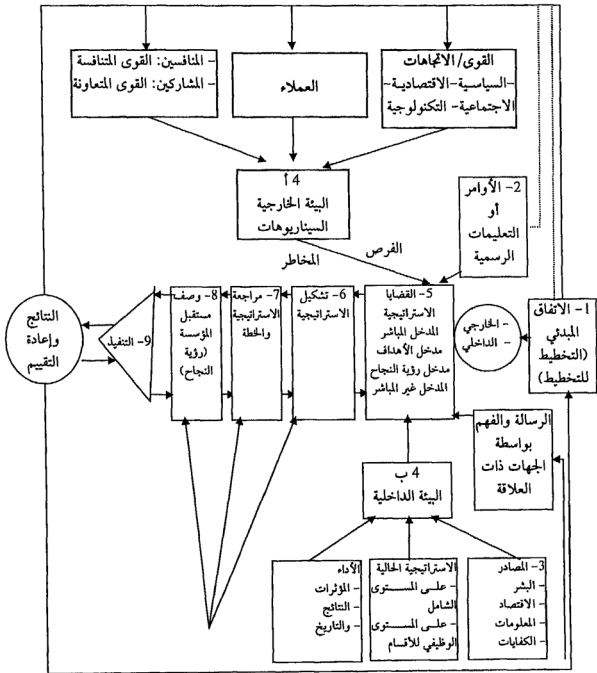 القوى/الاتجاهات
-السياسية-الاقتصادية-
الاجتماعية- التكنولوجية
العملاء
- المنافسين: القوى المتنافسة
- المشاركين: القوى المتعاونة
4 أ
البيئة الخارجية
السيناريوهات
2- الأوامر
أو
التعليمات
الرسمية
الفرص
المخاطر
1- الاتفاق
المبدئي
(التخطيط
للتخطيط)
- الخارجي
- الداخلي
5- القضايا
الاستراتيجية
المدخل المباشر
مدخل الأهداف
مدخل رؤية النجاح
المدخل غير المباشر
6- تشكيل
الاستراتيجية
7- مراجعة
الاستراتيجية
والخطة
8- وصف
مستقبل
المؤسسة
(رؤية
النجاح)
9- التنفيذ
النتائج
وإعادة
التقييم
الرسالة والفهم
بواسطة
الجهات ذات
العلاقة
4 ب
البيئة الداخلية
3- المصادر
- البشر
- الاقتصاد
- المعلومات
- الكفايات
الاستراتيجية الحالية
- على المستوى
الشامل
- على المستوى
الوظيفي للأقسام
الأداء
- المؤثرات
- النتائج
- والتاريخ